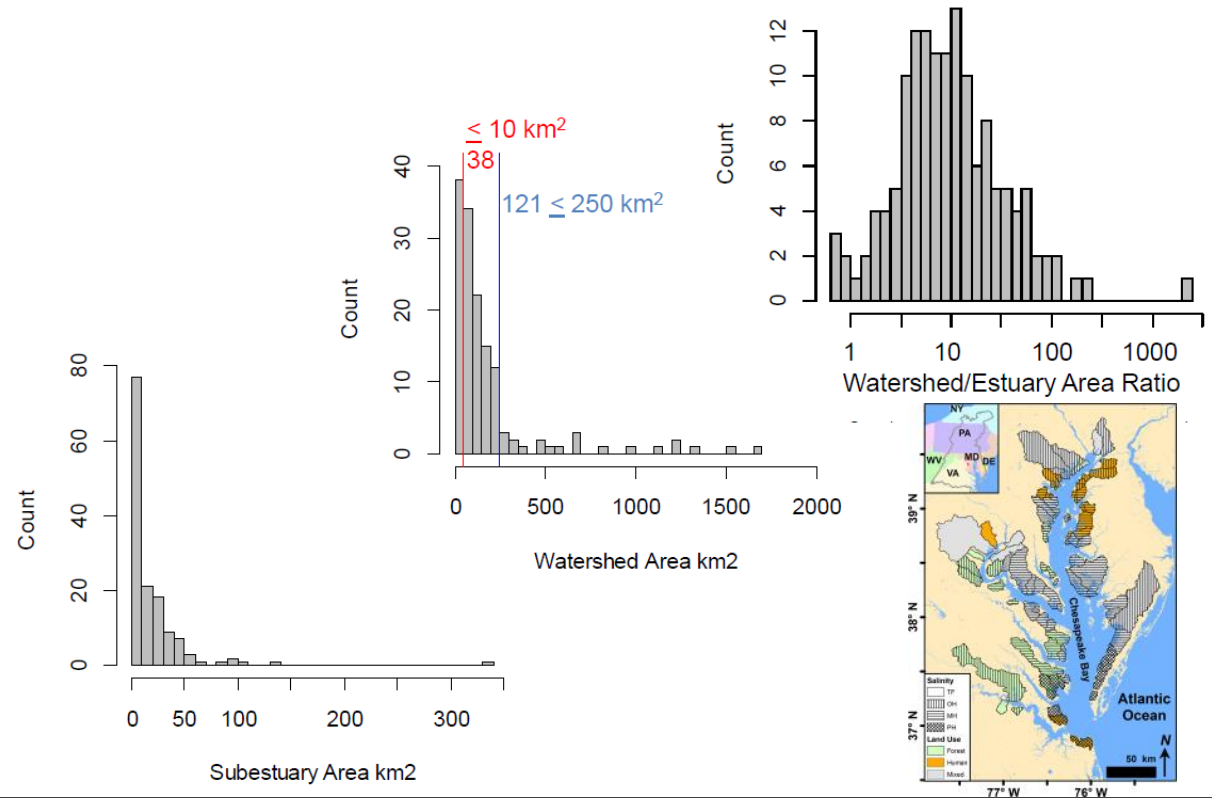 ≤ 10 km2
38
121 ≤ 250 km2
Count
40
30
20
10
0
0
500
1000
1500
2000
Watershed Area km2
Count
12
10
8
6
4
2
0
1
10
100
1000
Watershed/Estuary Area Ratio
Count
80
60
40
20
0
0
50
100
200
300
Subestuary Area km2
NY
PA
WV
MD
DE
VA
39° N
38° N
37° N
Chesapeake Bay
Atlantic
Ocean
Salinity
TF
OH
MH
PH
Land Use
Forest
Human
Mixed
N
50 km
77° W
76° W